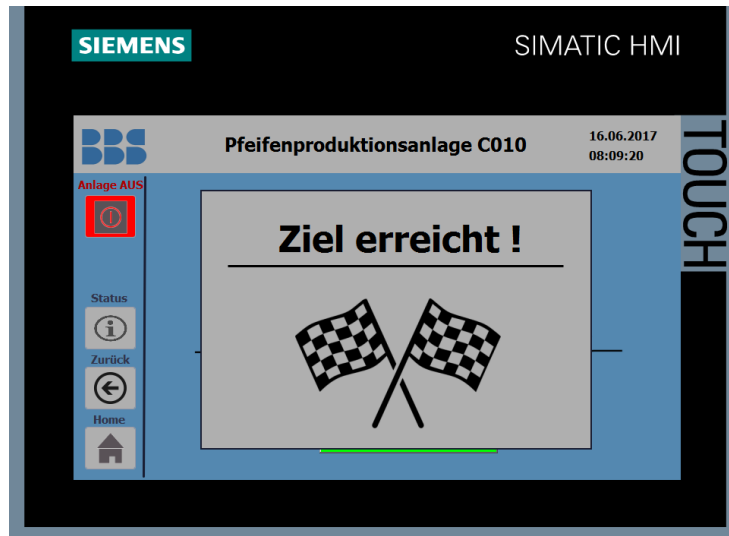 SIEMENS
SIMATIC HMI
TOUCH
BBS
Pfeifenproduktionsanlage C010
16.06.2017
08:09:20
Anlage AUS
Ziel erreicht !
Status
Zurück
Home